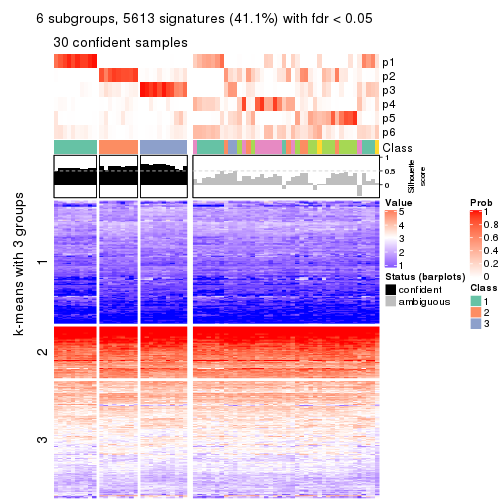 6 subgroups, 5613 signatures (41.1%) with fdr < 0.05
30 confident samples
p1
p2
p3
p4
p5
p6
Class
1
0.5
0
Silhouette
score
k-means with 3 groups
1
2
3
Value
5
4
3
2
1
Status (barplots)
confident
ambiguous
Prob
1
0.8
0.6
0.4
0.2
0
Class
1
2
3